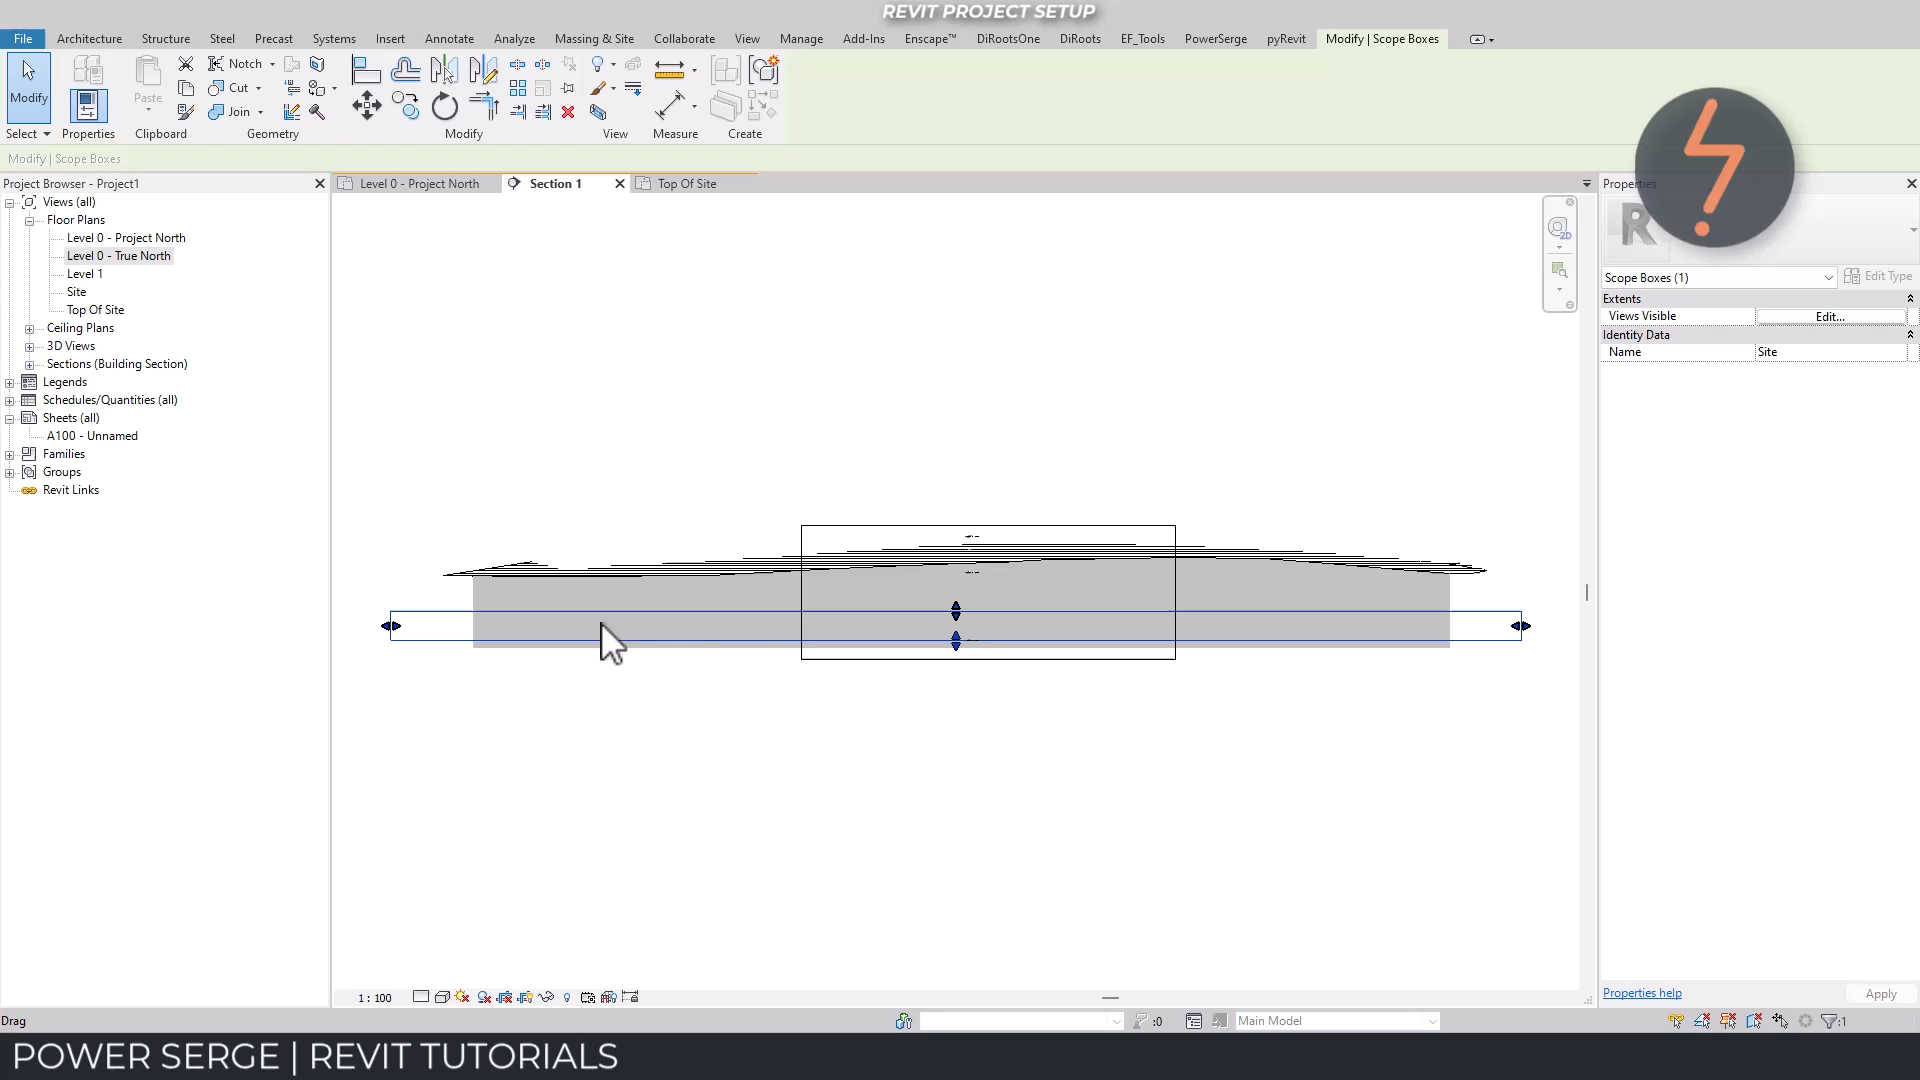 REVIT PROJECT SETUP
File Architecture Structure Steel Precast Systems Insert Annotate Analyze Massing & Site Collaborate View Manage Add-Ins Enscape™ DiRootsOne DiRoots EF_Tools PowerSerge pyRevit Modify | Scope Boxes
Notch
Cut
Join
Modify
Paste
Select Properties Clipboard Geometry Modify View Measure Create
Modify | Scope Boxes
Project Browser - Project1
Level 0 - Project North Section 1 Top Of Site
Properties
Views (all)
Floor Plans
Level 0 - Project North
Level 0 - True North
Level 1
Site
Top Of Site
Ceiling Plans
3D Views
Sections (Building Section)
Legends
Schedules/Quantities (all)
Sheets (all)
A100 - Unnamed
Families
Groups
Revit Links
2D
R
Scope Boxes (1) Edit Type
Extents
Views Visible Edit...
Identity Data
Name Site
1 : 100
Properties help Apply
Drag
:0 Main Model :1
POWER SERGE | REVIT TUTORIALS